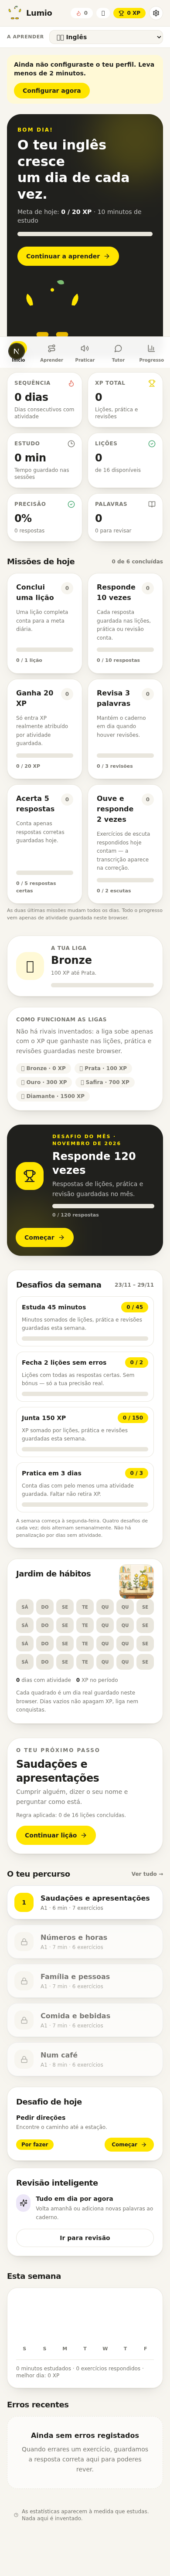 Lumio
0
0 XP
A APRENDER
Inglês
Ainda não configuraste o teu perfil. Leva
menos de 2 minutos.
Configurar agora
BOM DIA!
O teu inglês
cresce
um dia de cada
vez.
Meta de hoje: 0 / 20 XP · 10 minutos de
estudo
Continuar a aprender →
N
Início
Aprender
Praticar
Tutor
Progresso
SEQUÊNCIA
0 dias
Dias consecutivos com
atividade
XP TOTAL
0
Lições, prática e
revisões
ESTUDO
0 min
Tempo guardado nas
sessões
LIÇÕES
0
de 16 disponíveis
PRECISÃO
0%
0 respostas
PALAVRAS
0
0 para revisar
Missões de hoje
0 de 6 concluídas
Conclui
uma lição
0
Uma lição completa
conta para a meta
diária.
0 / 1 lição
Responde
10 vezes
0
Cada resposta
guardada nas lições,
prática ou revisão
conta.
0 / 10 respostas
Ganha 20
XP
0
Só entra XP
realmente atribuído
por atividade
guardada.
0 / 20 XP
Revisa 3
palavras
0
Mantém o caderno
em dia quando
houver revisões.
0 / 3 revisões
Acerta 5
respostas
0
Conta apenas
respostas corretas
guardadas hoje.
0 / 5 respostas
certas
Ouve e
responde
2 vezes
0
Exercícios de escuta
respondidos hoje
contam — a
transcrição aparece
na correção.
0 / 2 escutas
As duas últimas missões mudam todos os dias. Todo o progresso
vem apenas de atividade guardada neste browser.
A TUA LIGA
Bronze
100 XP até Prata.
COMO FUNCIONAM AS LIGAS
Não há rivais inventados: a liga sobe apenas
com o XP que ganhaste nas lições, prática e
revisões guardadas neste browser.
Bronze · 0 XP
Prata · 100 XP
Ouro · 300 XP
Safira · 700 XP
Diamante · 1500 XP
DESAFIO DO MÊS ·
NOVEMBRO DE 2026
Responde 120
vezes
Respostas de lições, prática e
revisão guardadas no mês.
0 / 120 respostas
Começar →
Desafios da semana
23/11 – 29/11
Estuda 45 minutos
0 / 45
Minutos somados de lições, prática e revisões
guardadas esta semana.
Fecha 2 lições sem erros
0 / 2
Lições com todas as respostas certas. Sem
bónus — só a tua precisão real.
Junta 150 XP
0 / 150
XP somado por lições, prática e revisões
guardadas esta semana.
Pratica em 3 dias
0 / 3
Conta dias com pelo menos uma atividade
guardada. Faltar não retira XP.
A semana começa à segunda-feira. Quatro desafios de
cada vez, dois alternam semanalmente. Não há
penalização por dias sem atividade.
Jardim de hábitos
SÁ DO SE TE QU QU SE
SÁ DO SE TE QU QU SE
SÁ DO SE TE QU QU SE
SÁ DO SE TE QU QU SE
0 dias com atividade 0 XP no período
Cada quadrado é um dia real guardado neste
browser. Dias vazios não apagam XP, liga nem
conquistas.
O TEU PRÓXIMO PASSO
Saudações e
apresentações
Cumprir alguém, dizer o seu nome e
perguntar como está.
Regra aplicada: 0 de 16 lições concluídas.
Continuar lição →
O teu percurso
Ver tudo →
1
Saudações e apresentações
A1 · 6 min · 7 exercícios
Números e horas
A1 · 7 min · 6 exercícios
Família e pessoas
A1 · 7 min · 6 exercícios
Comida e bebidas
A1 · 7 min · 6 exercícios
Num café
A1 · 8 min · 6 exercícios
Desafio de hoje
Pedir direções
Encontre o caminho até a estação.
Por fazer
Começar →
Revisão inteligente
Tudo em dia por agora
Volta amanhã ou adiciona novas palavras ao
caderno.
Ir para revisão
Esta semana
S S M T W T F
0 minutos estudados · 0 exercícios respondidos ·
melhor dia: 0 XP
Erros recentes
Ainda sem erros registados
Quando errares um exercício, guardamos
a resposta correta aqui para poderes
rever.
As estatísticas aparecem à medida que estudas.
Nada aqui é inventado.